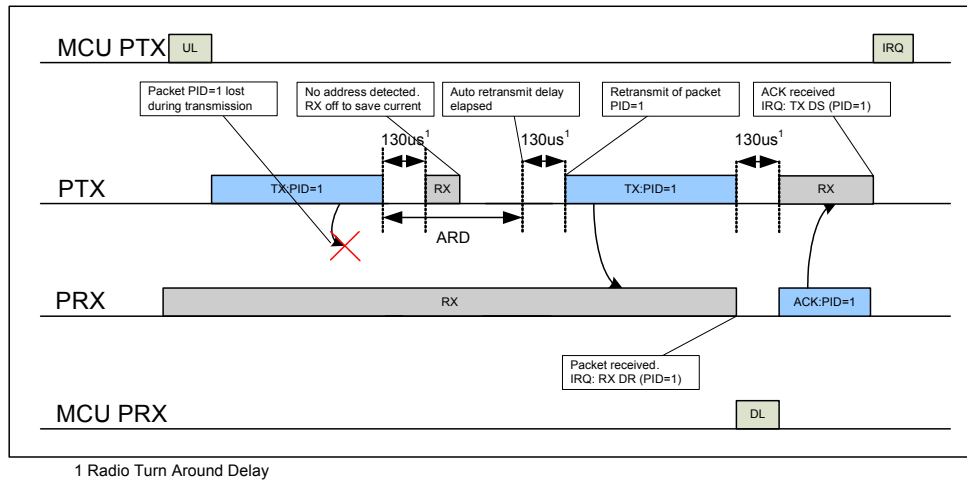 MCU PTX
UL
IRQ
Packet PID=1 lost
during transmission
No address detected.
RX off to save current
Auto retransmit delay
elapsed
Retransmit of packet
PID=1
ACK received
IRQ: TX DS (PID=1)
130us1
130us1
130us1
PTX
TX:PID=1
RX
TX:PID=1
RX
ARD
PRX
RX
ACK:PID=1
Packet received.
IRQ: RX DR (PID=1)
MCU PRX
DL
1 Radio Turn Around Delay